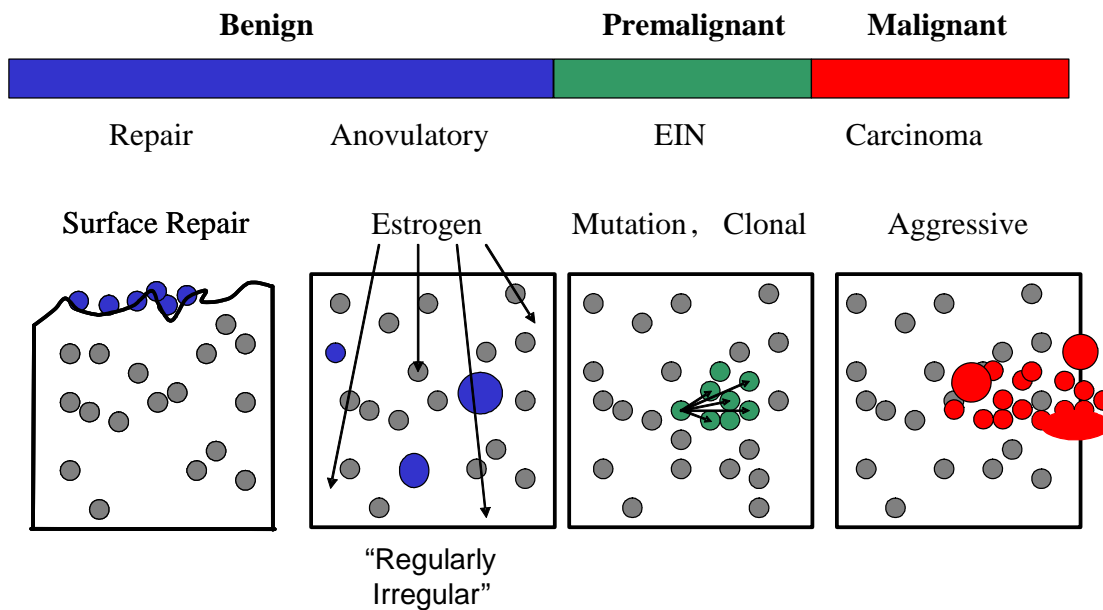 Benign Premalignant Malignant
Repair Anovulatory EIN Carcinoma
Surface Repair Estrogen Mutation, Clonal Aggressive
“Regularly
Irregular”